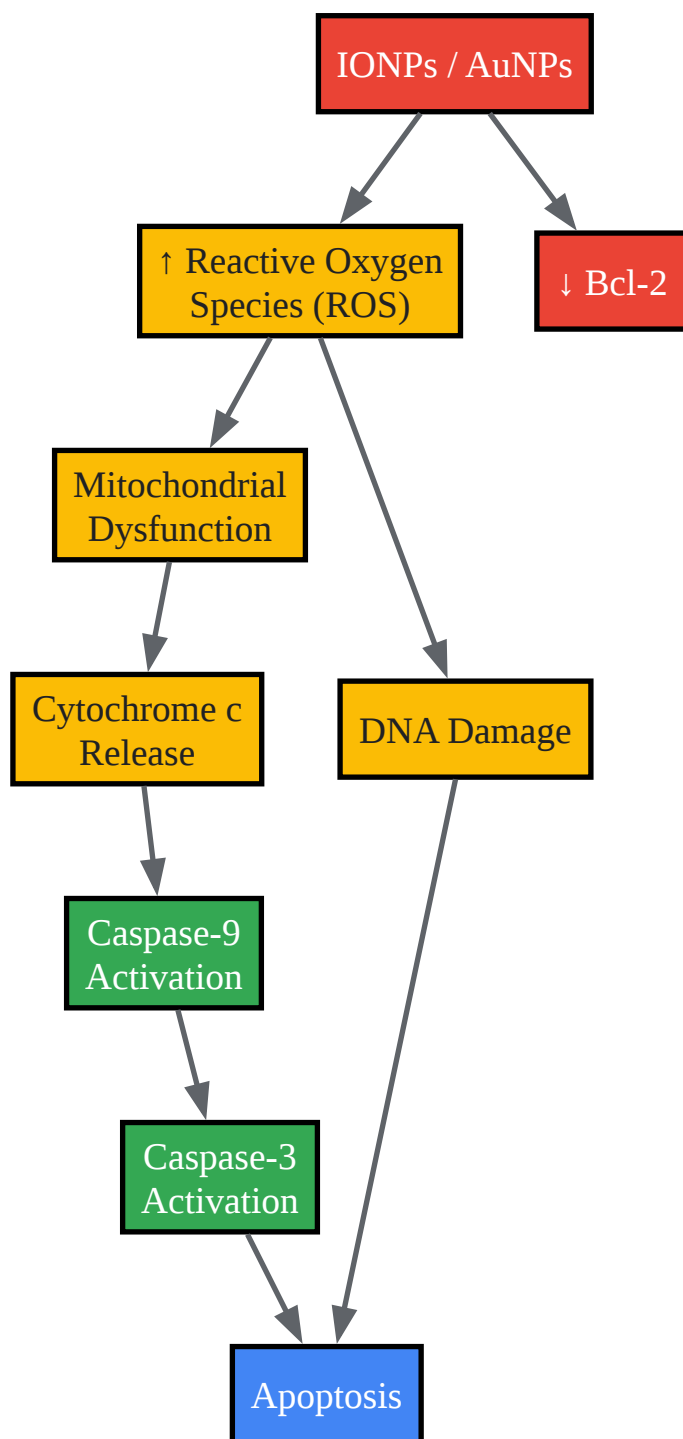 IONPs / AuNPs
↑ Reactive Oxygen
Species (ROS)
↓ Bcl-2
Mitochondrial
Dysfunction
Cytochrome c
Release
DNA Damage
Caspase-9
Activation
Caspase-3
Activation
Apoptosis